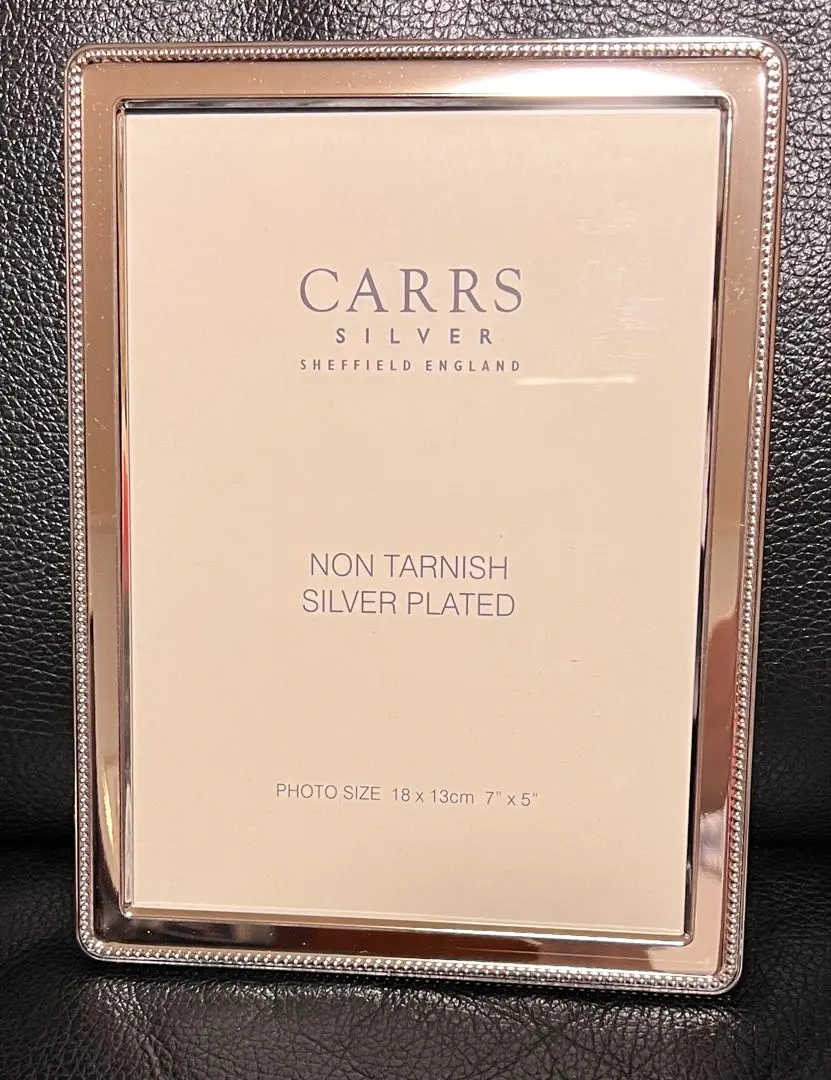 CARRS
SILVER
SHEFFIELD ENGLAND
NON TARNISH
SILVER PLATED
PHOTO SIZE 18 x 13cm 7" x 5"